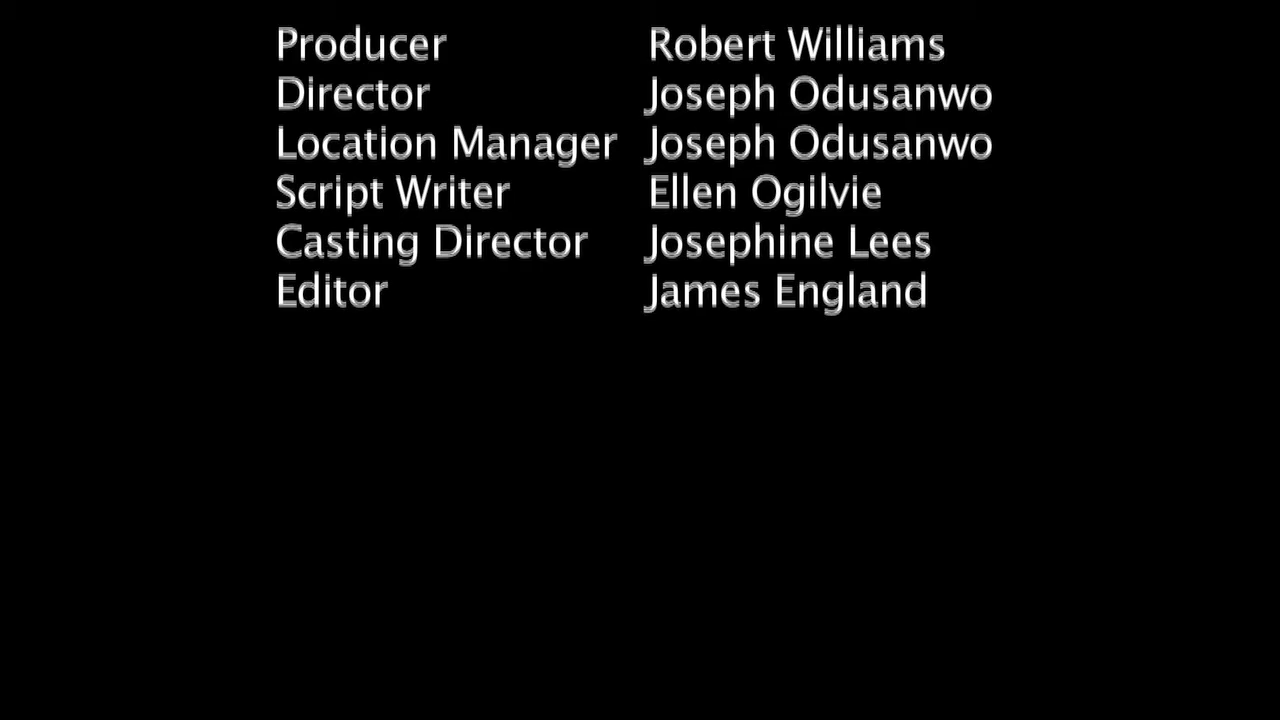 Producer Robert Williams
Director Joseph Odusanwo
Location Manager Joseph Odusanwo
Script Writer Ellen Ogilvie
Casting Director Josephine Lees
Editor James England